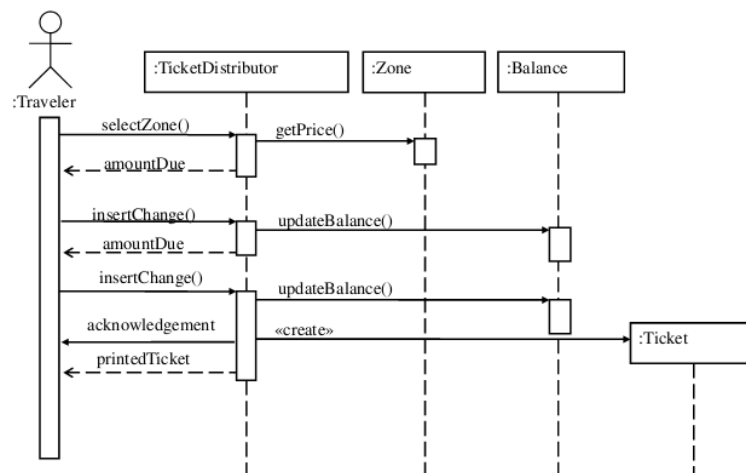 :TicketDistributor
:Zone
:Balance
:Traveler
selectZone()
getPrice()
amountDue
insertChange()
updateBalance()
amountDue
insertChange()
updateBalance()
acknowledgement
«create»
:Ticket
printedTicket